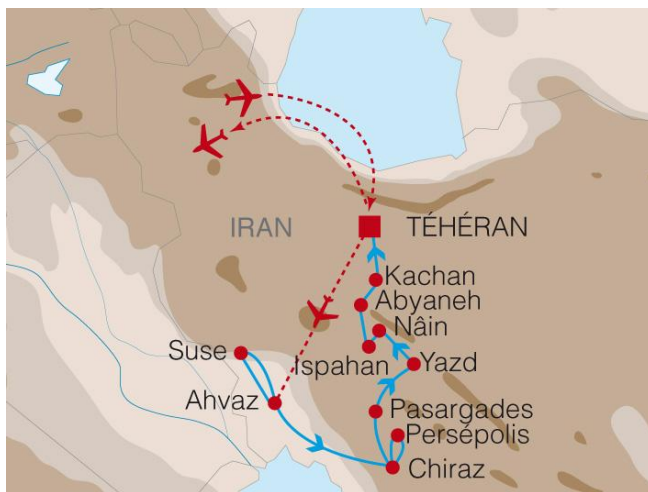 IRAN
TÉHÉRAN
Kachan
Abyaneh
Nâin
Suse
Ispahan
Yazd
Ahvaz
Pasargades
Persépolis
Chiraz